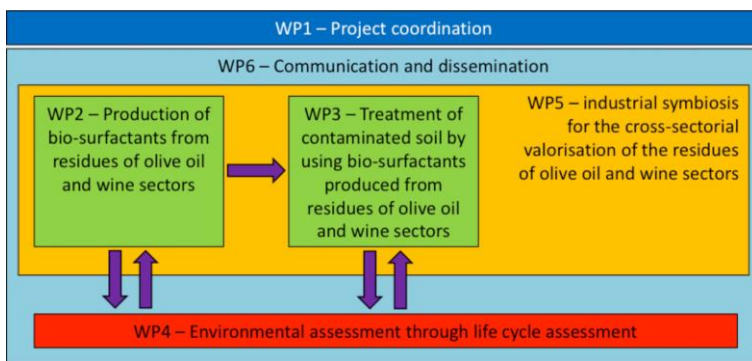 WP1 – Project coordination
WP6 – Communication and dissemination
WP2 – Production of
bio-surfactants from
residues of olive oil
and wine sectors
WP3 – Treatment of
contaminated soil by
using bio-surfactants
produced from
residues of olive oil
and wine sectors
WP5 – industrial symbiosis
for the cross-sectorial
valorisation of the residues
of olive oil and wine sectors
WP4 – Environmental assessment through life cycle assessment